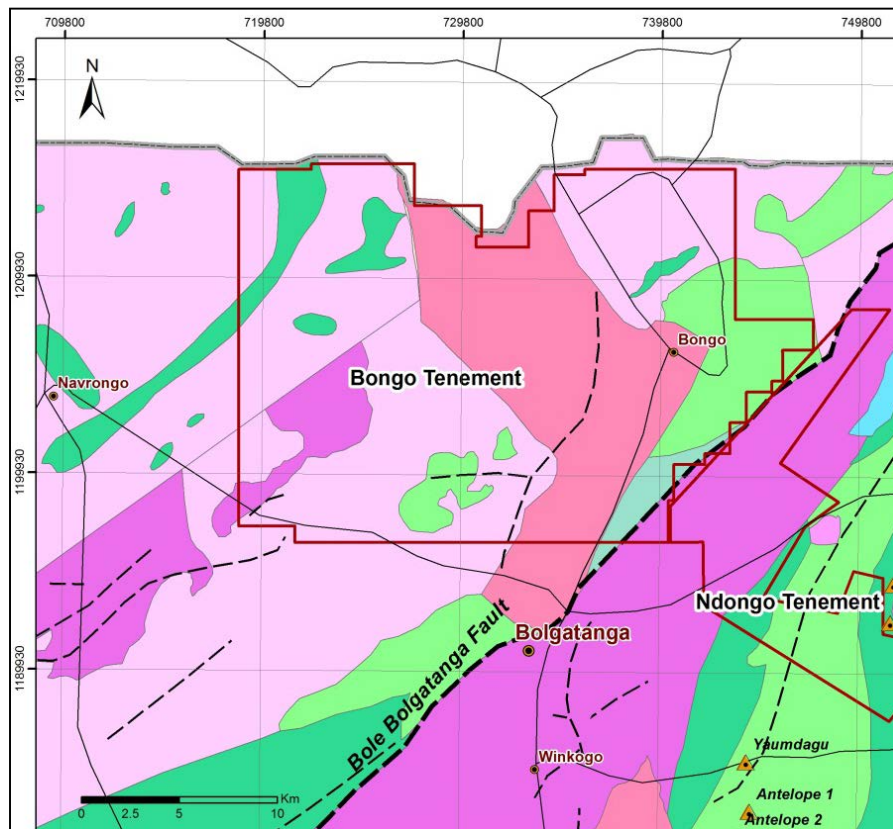 709800 719800 729800 739800 749800
1219930
N
1209930
Bongo
Navrongo
Bongo Tenement
1199930
Ndongo Tenement
Bolgatanga
Bole Bolgatanga Fault
1189930
Yaumdagu
Winkogo
Km
0 2.5 5 10
Antelope 1
Antelope 2